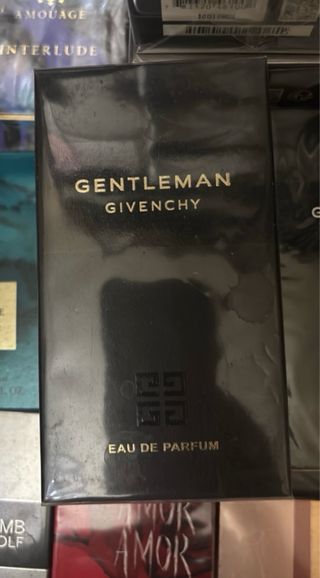 AMOUAGE
INTERLUDE
GENTLEMAN
GIVENCHY
EAU DE PARFUM
AMOR
AMOR